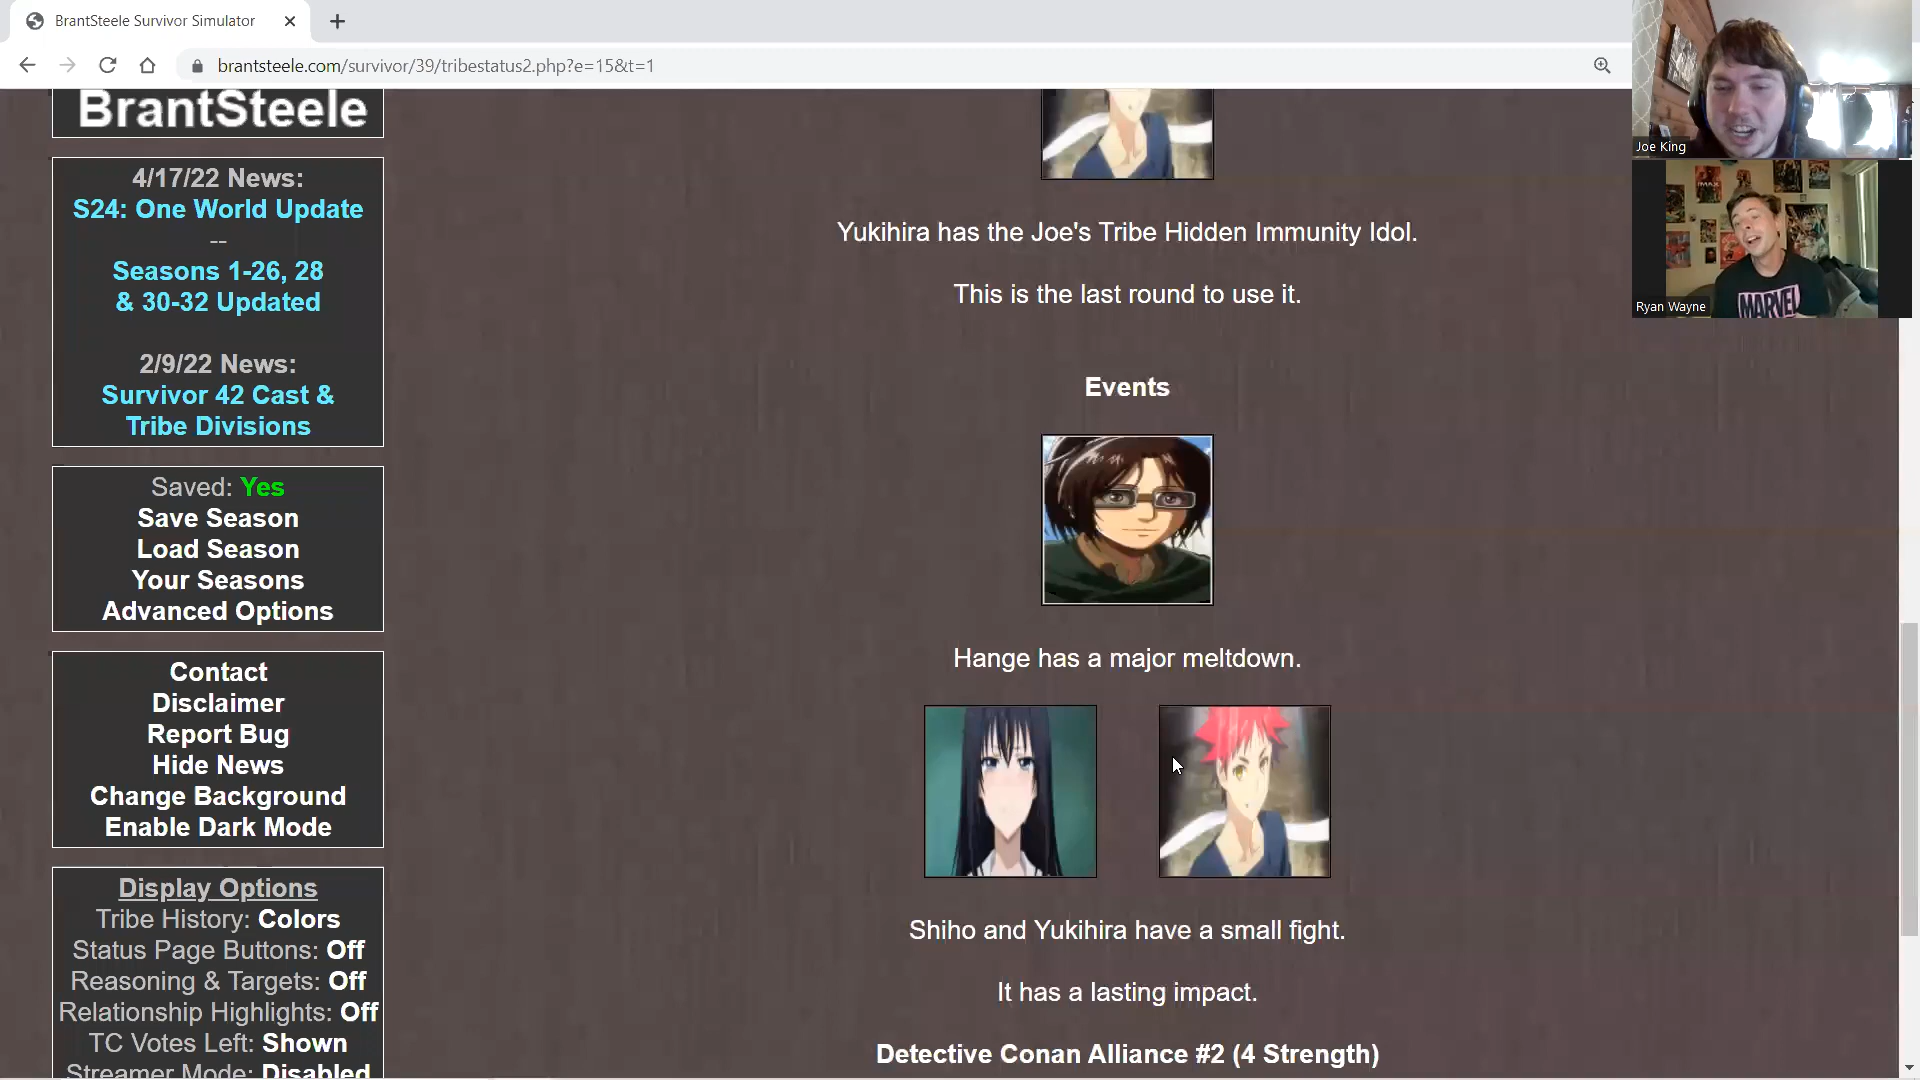 BrantSteele Survivor Simulator
brantsteele.com/survivor/39/tribestatus2.php?e=15&t=1
BrantSteele
4/17/22 News:
S24: One World Update
--
Seasons 1-26, 28
& 30-32 Updated
2/9/22 News:
Survivor 42 Cast &
Tribe Divisions
Saved: Yes
Save Season
Load Season
Your Seasons
Advanced Options
Contact
Disclaimer
Report Bug
Hide News
Change Background
Enable Dark Mode
Display Options
Tribe History: Colors
Status Page Buttons: Off
Reasoning & Targets: Off
Relationship Highlights: Off
TC Votes Left: Shown
Streamer Mode: Disabled
Yukihira has the Joe's Tribe Hidden Immunity Idol.
This is the last round to use it.
Events
Hange has a major meltdown.
Shiho and Yukihira have a small fight.
It has a lasting impact.
Detective Conan Alliance #2 (4 Strength)
Joe King
IMAX
MARVEL
Ryan Wayne